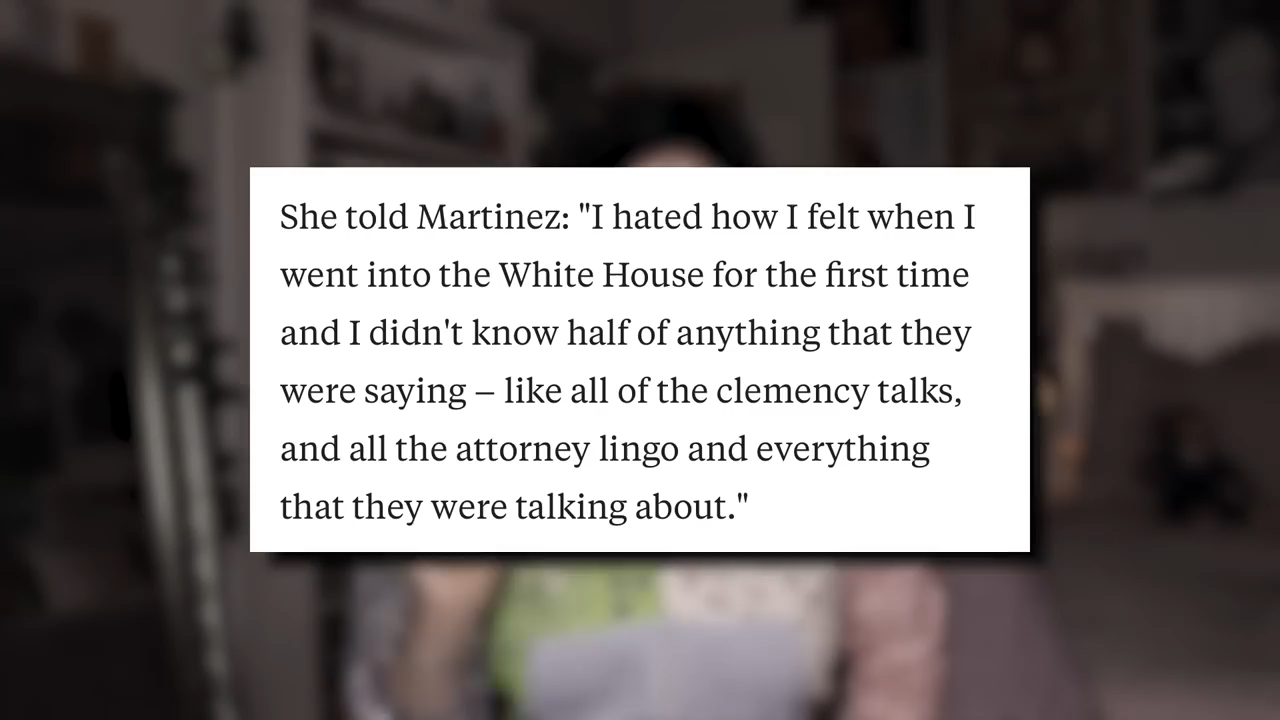 She told Martinez: "I hated how I felt when I
went into the White House for the first time
and I didn't know half of anything that they
were saying – like all of the clemency talks,
and all the attorney lingo and everything
that they were talking about."